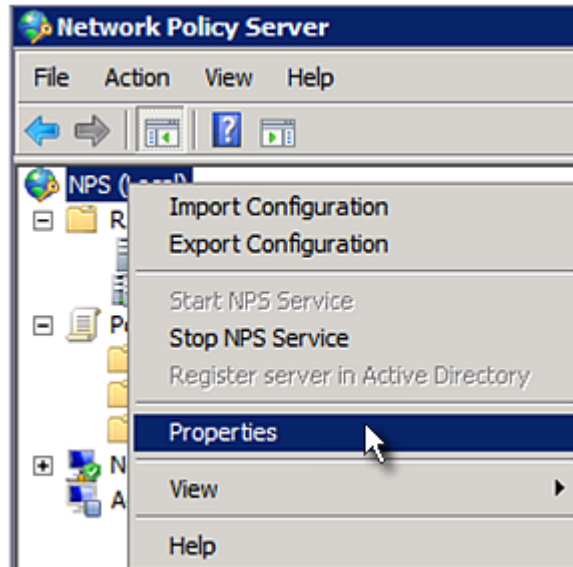 Network Policy Server
File Action View Help
NPS (Local)
Import Configuration
Export Configuration
Start NPS Service
Stop NPS Service
Register server in Active Directory
Properties
View
Help